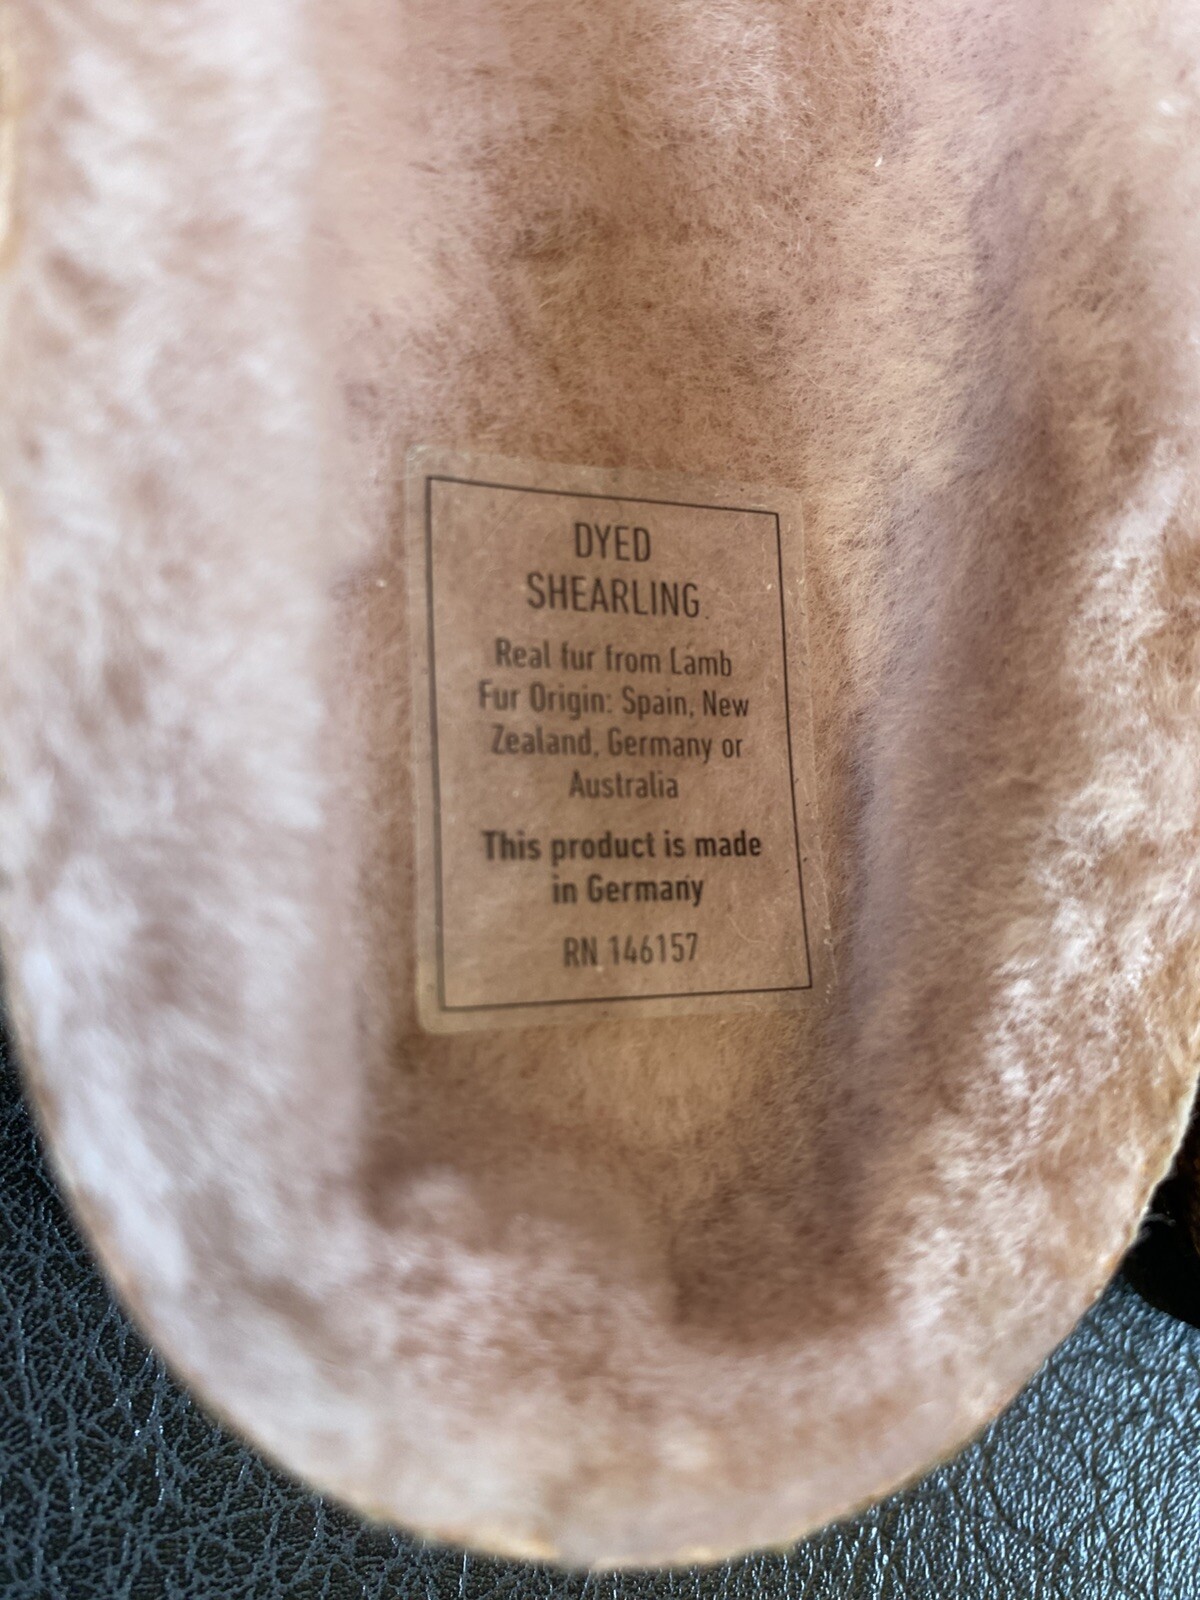 DYED
SHEARLING
Real fur from Lamb
Fur Origin: Spain, New
Zealand, Germany or
Australia
This product is made
in Germany
RN 146157